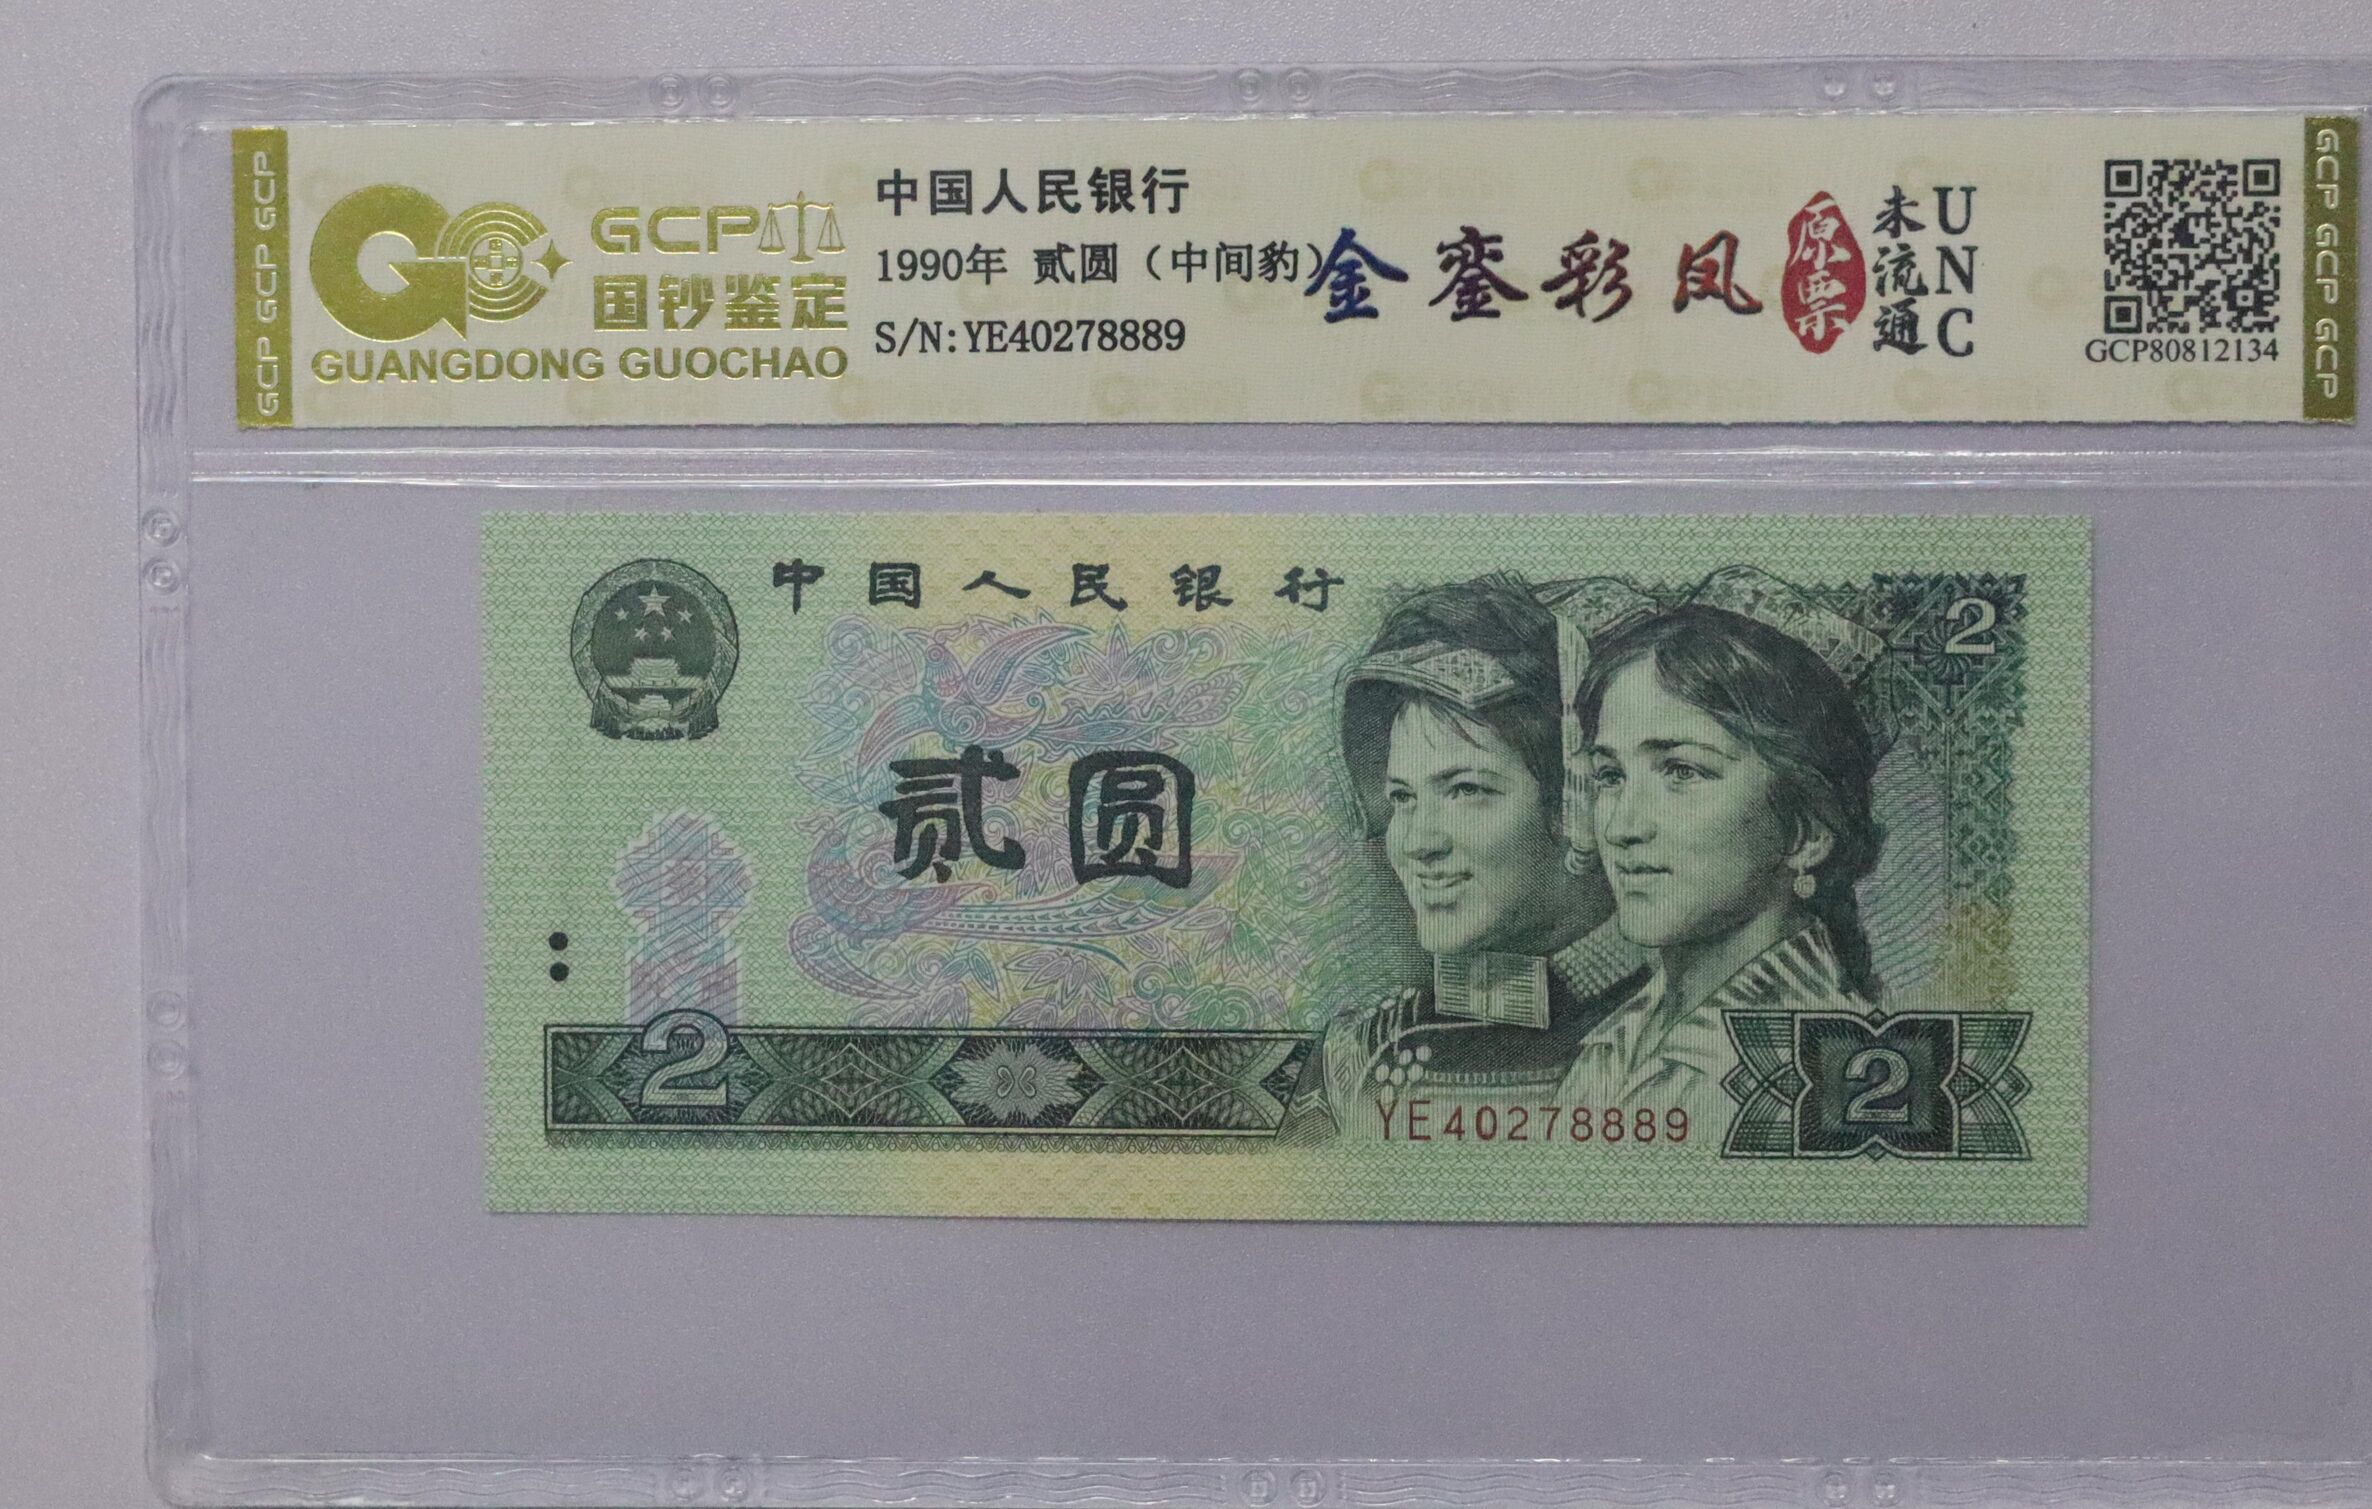 GCP GCP GCP
GCP
国钞鉴定
GUANGDONG GUOCHAO
中国人民银行
1990年 贰圆（中间豹）
S/N:YE40278889
金銮彩凤
原票
未流通
UNC
GCP80812134
GCP GCP GCP
中国人民银行
2
贰圆
2
YE40278889
2